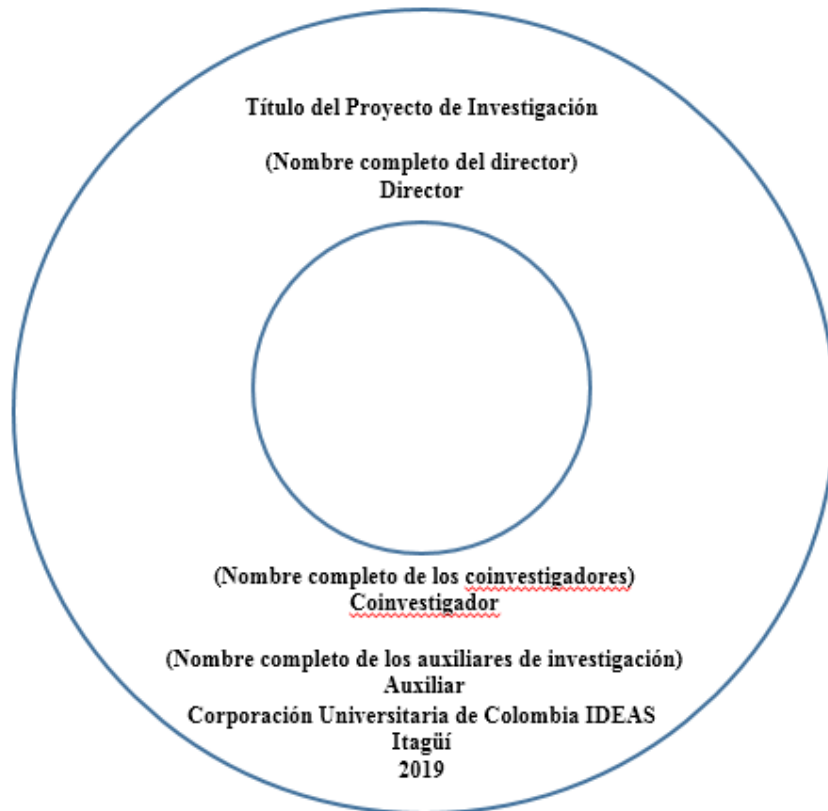 Título del Proyecto de Investigación
(Nombre completo del director)
Director
(Nombre completo de los coinvestigadores)
Coinvestigador
(Nombre completo de los auxiliares de investigación)
Auxiliar
Corporación Universitaria de Colombia IDEAS
Itagüí
2019